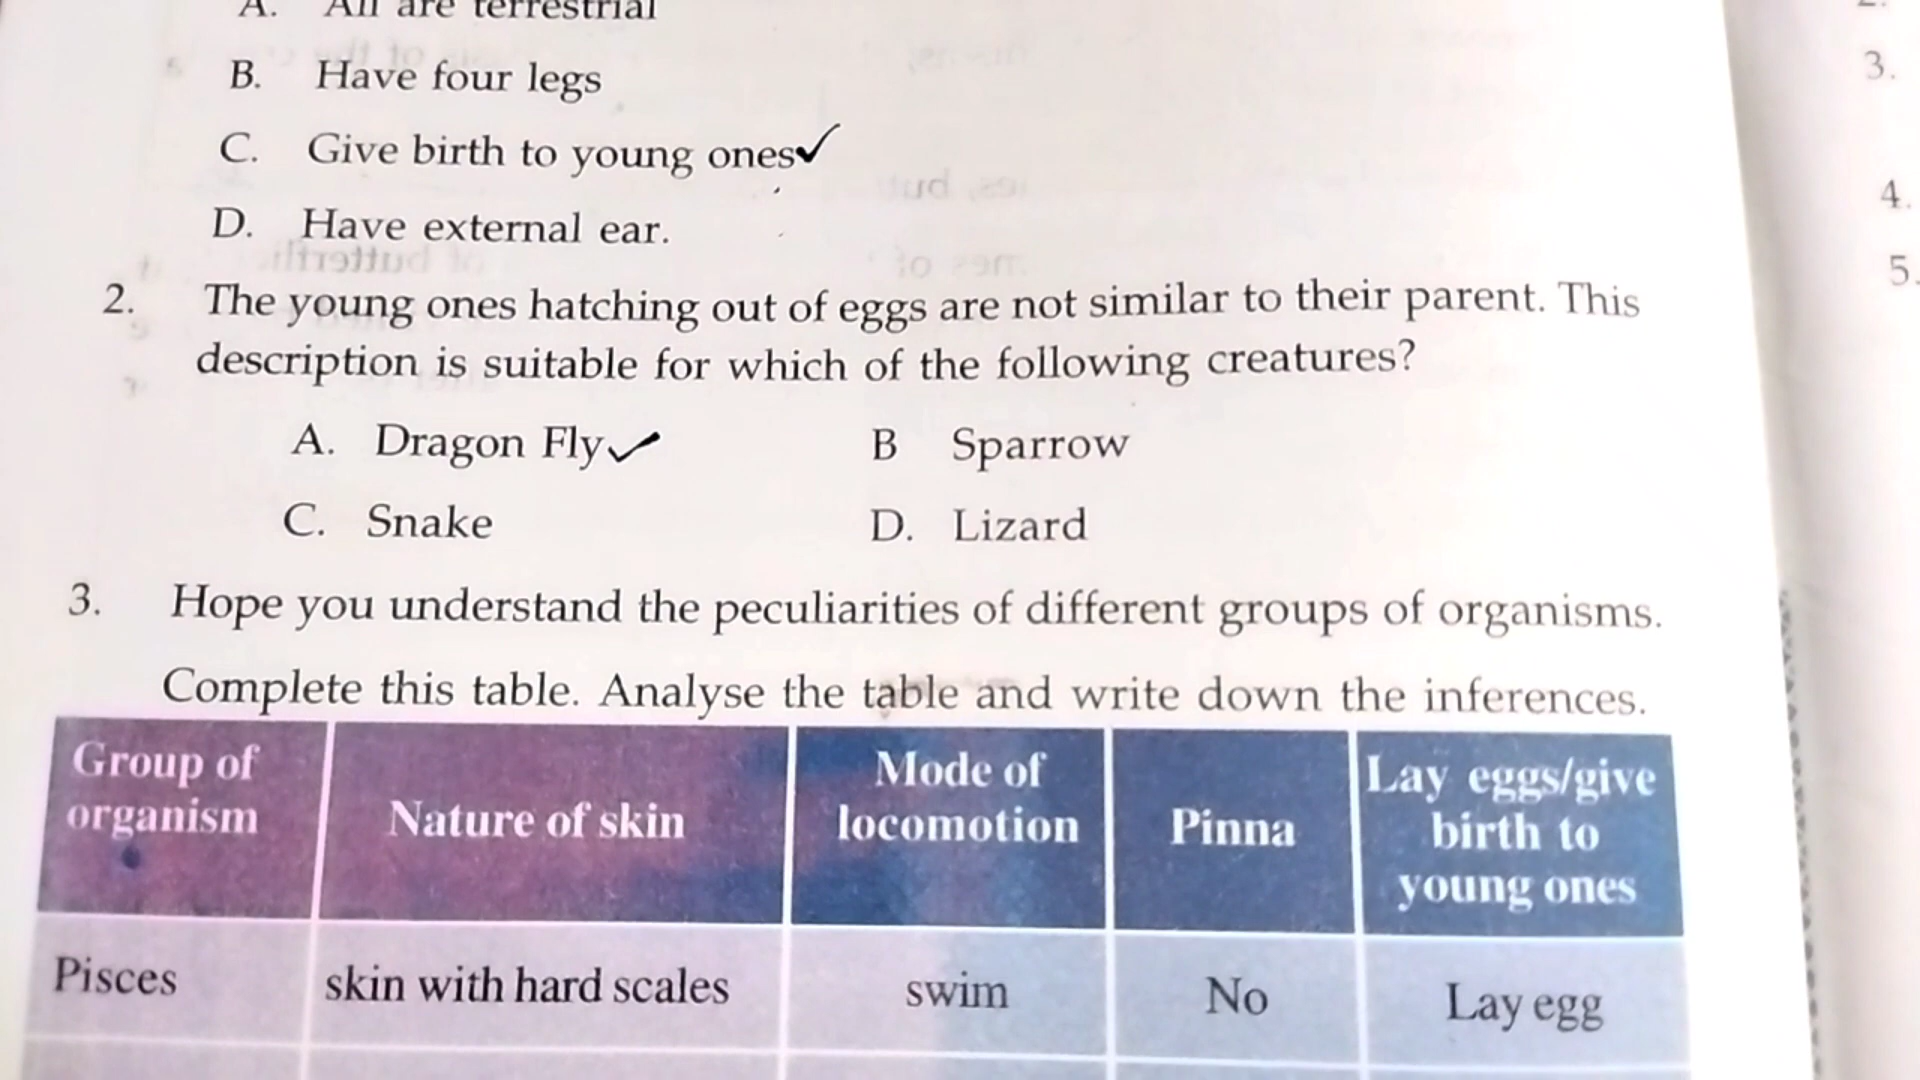 A. All are terrestrial
B. Have four legs
C. Give birth to young ones✓
D. Have external ear.
2. The young ones hatching out of eggs are not similar to their parent. This
description is suitable for which of the following creatures?
A. Dragon Fly✓ B Sparrow
C. Snake D. Lizard
3. Hope you understand the peculiarities of different groups of organisms.
Complete this table. Analyse the table and write down the inferences.
Group of organism Nature of skin Mode of locomotion Pinna Lay eggs/give birth to young ones
Pisces skin with hard scales swim No Lay egg
3.
4.
5.